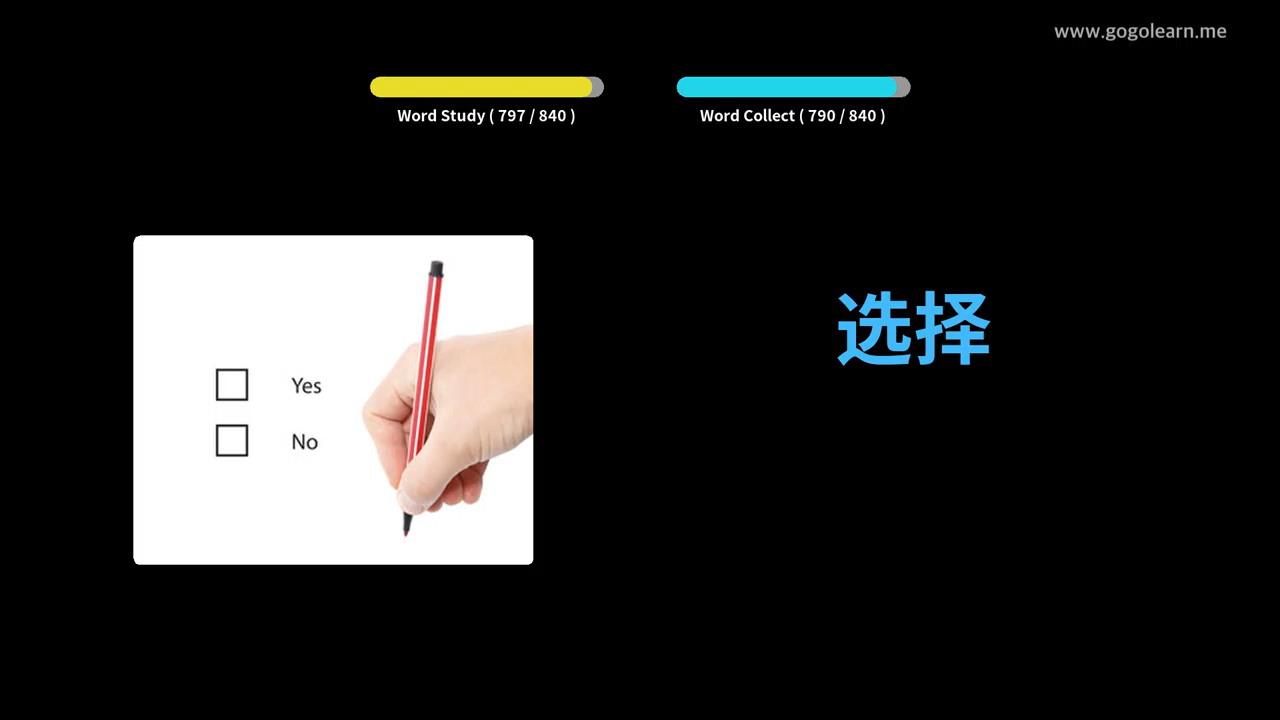 www.gogolearn.me
Word Study ( 797 / 840 )
Word Collect ( 790 / 840 )
选择
Yes
No